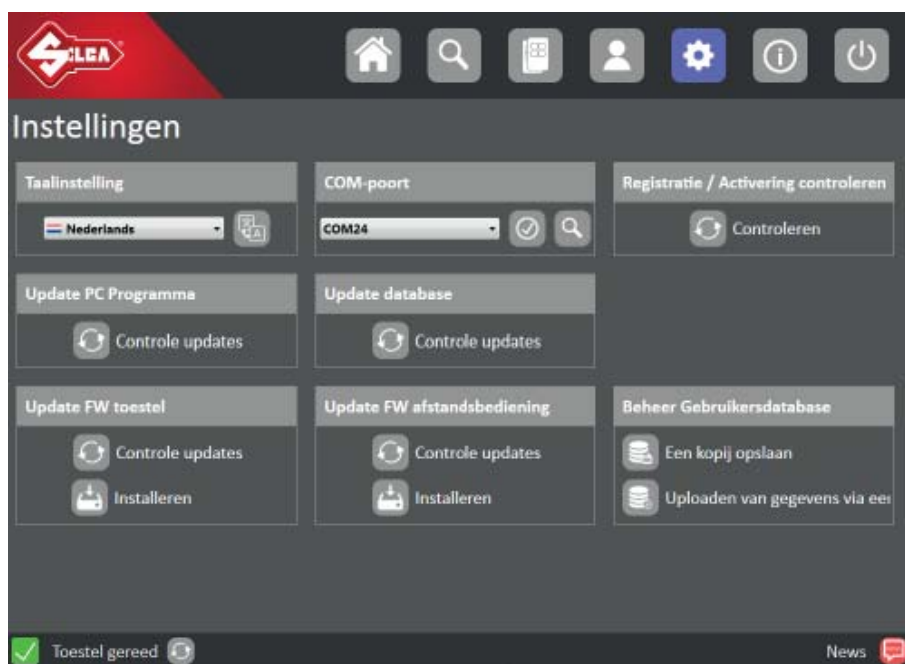 SILCA
Instellingen
Taalinstelling
COM-poort
Registratie / Activering controleren
Nederlands
COM24
Controleren
Update PC Programma
Update database
Controle updates
Controle updates
Update FW toestel
Update FW afstandsbediening
Beheer Gebruikersdatabase
Controle updates
Controle updates
Een kopij opslaan
Installeren
Installeren
Uploaden van gegevens via eei
Toestel gereed
News